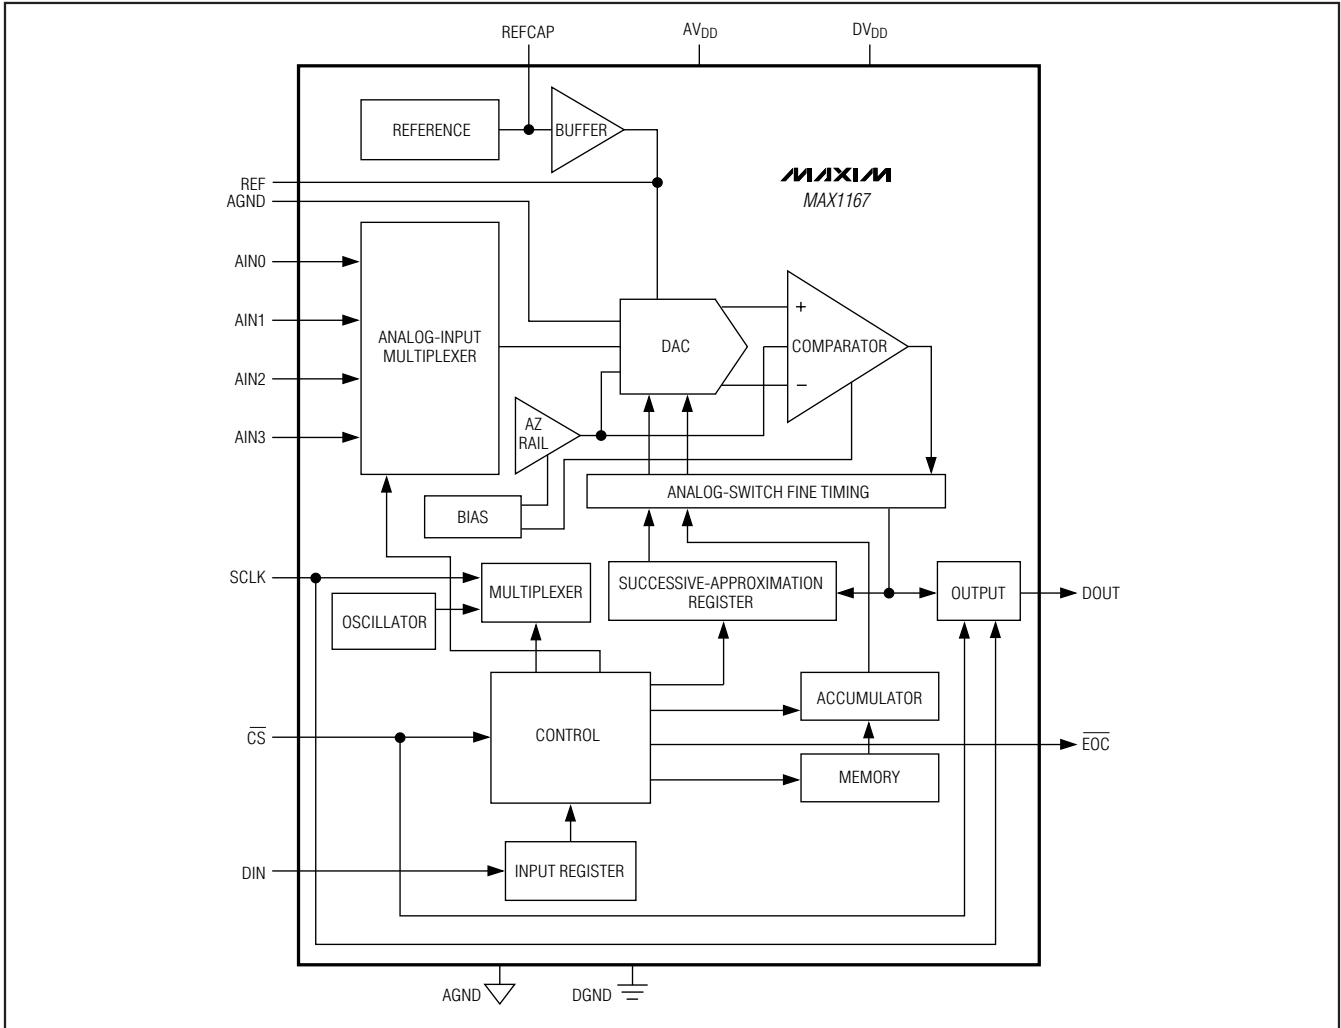 REFCAP
AVDD
DVDD
REFERENCE
BUFFER
REF
AGND
MAXIM
MAX1167
AIN0
AIN1
AIN2
AIN3
ANALOG-INPUT
MULTIPLEXER
DAC
+
COMPARATOR
−
AZ
RAIL
ANALOG-SWITCH FINE TIMING
BIAS
SCLK
MULTIPLEXER
OSCILLATOR
SUCCESSIVE-APPROXIMATION
REGISTER
OUTPUT
DOUT
CONTROL
ACCUMULATOR
C̅S̅
E̅O̅C̅
MEMORY
DIN
INPUT REGISTER
AGND
DGND